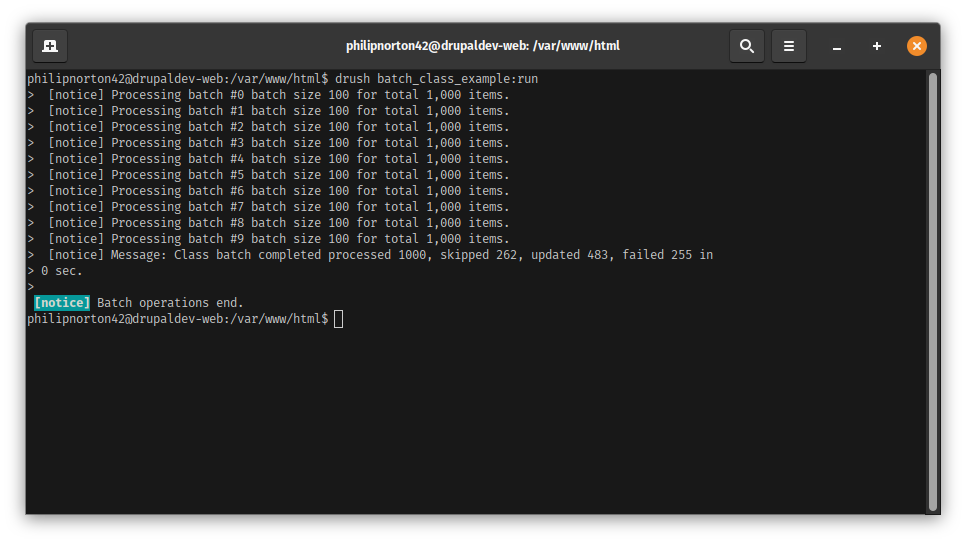 philipnorton42@drupaldev-web: /var/www/html
philipnorton42@drupaldev-web:/var/www/html$ drush batch_class_example:run
>  [notice] Processing batch #0 batch size 100 for total 1,000 items.
>  [notice] Processing batch #1 batch size 100 for total 1,000 items.
>  [notice] Processing batch #2 batch size 100 for total 1,000 items.
>  [notice] Processing batch #3 batch size 100 for total 1,000 items.
>  [notice] Processing batch #4 batch size 100 for total 1,000 items.
>  [notice] Processing batch #5 batch size 100 for total 1,000 items.
>  [notice] Processing batch #6 batch size 100 for total 1,000 items.
>  [notice] Processing batch #7 batch size 100 for total 1,000 items.
>  [notice] Processing batch #8 batch size 100 for total 1,000 items.
>  [notice] Processing batch #9 batch size 100 for total 1,000 items.
>  [notice] Message: Class batch completed processed 1000, skipped 262, updated 483, failed 255 in
> 0 sec.
>
 [notice] Batch operations end.
philipnorton42@drupaldev-web:/var/www/html$